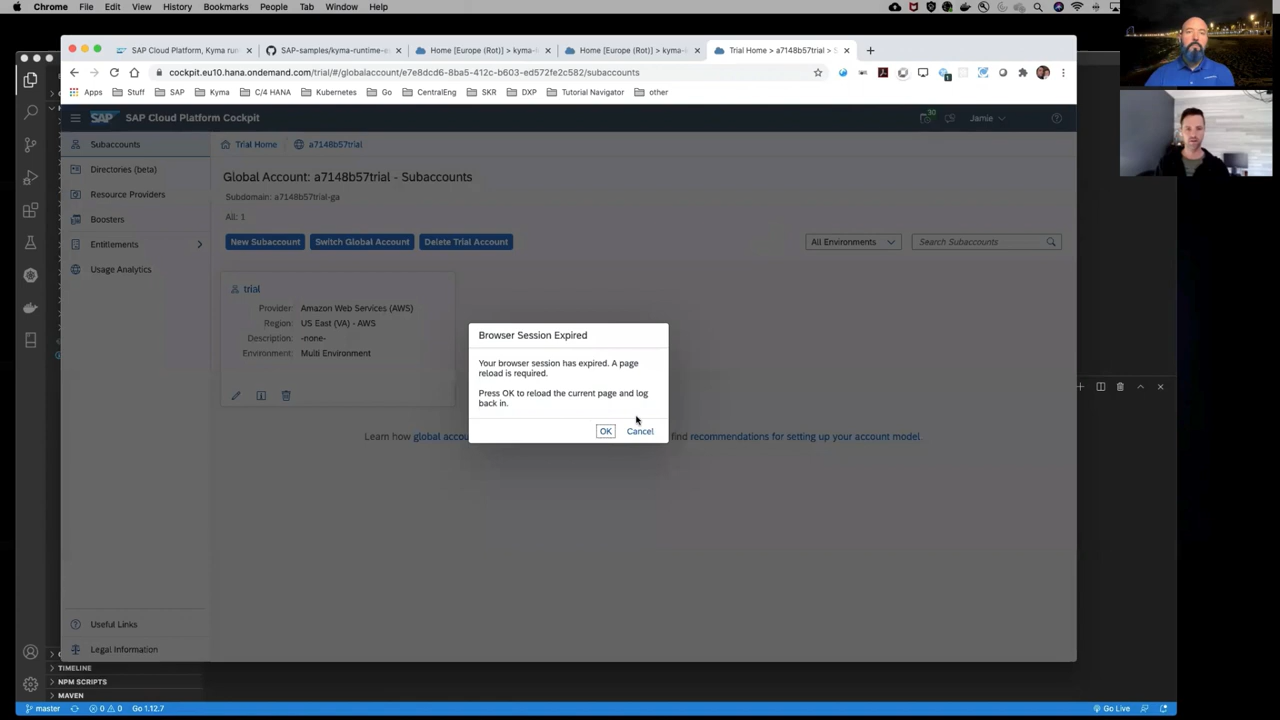 Chrome File Edit View History Bookmarks People Tab Window Help
SAP Cloud Platform, Kyma run
SAP-samples/kyma-runtime-e
Home [Europe (Rot)] > kyma-
Home [Europe (Rot)] > kyma-
Trial Home > a7148b57trial > S
cockpit.eu10.hana.ondemand.com/trial/#/globalaccount/e7e8dcd6-8ba5-412c-b603-ed572fe2c582/subaccounts
Apps Stuff SAP Kyma C/4 HANA Kubernetes Go CentralEng SKR DXP Tutorial Navigator other
SAP SAP Cloud Platform Cockpit
30
Jamie
Subaccounts
Directories (beta)
Resource Providers
Boosters
Entitlements
Usage Analytics
Useful Links
Legal Information
Trial Home
a7148b57trial
Global Account: a7148b57trial - Subaccounts
Subdomain: a7148b57trial-ga
All: 1
New Subaccount Switch Global Account Delete Trial Account
All Environments
Search Subaccounts
trial
Provider: Amazon Web Services (AWS)
Region: US East (VA) - AWS
Description: -none-
Environment: Multi Environment
Learn how global accou
find recommendations for setting up your account model.
Browser Session Expired
Your browser session has expired. A page
reload is required.
Press OK to reload the current page and log
back in.
OK Cancel
TIMELINE
NPM SCRIPTS
MAVEN
master 0 0 Go 1.12.7
Go Live